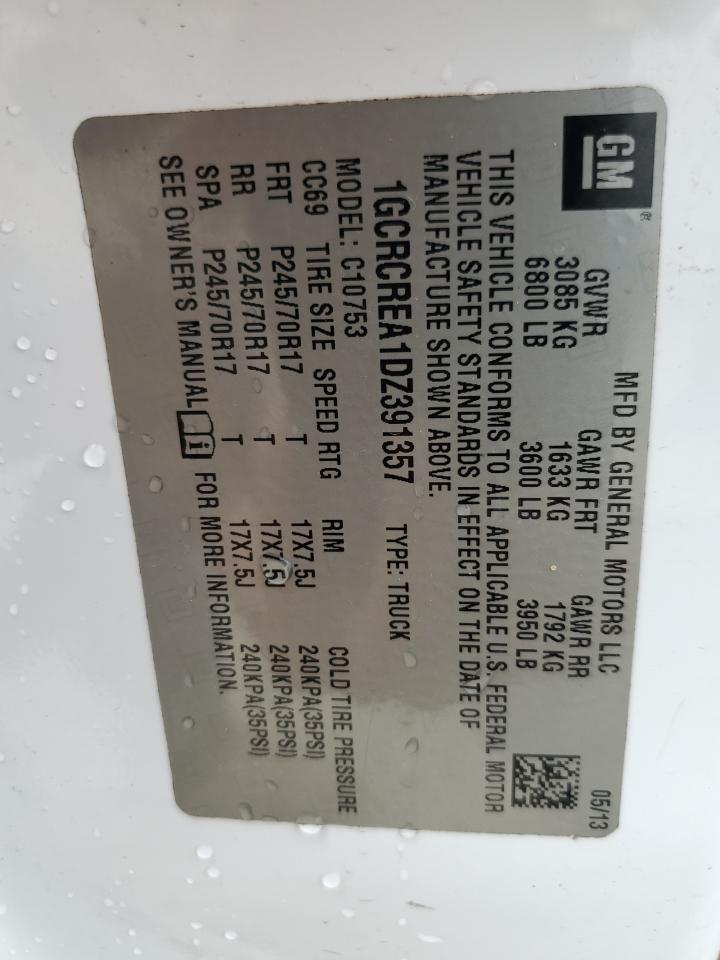 GM®
MFD BY GENERAL MOTORS LLC 05/13
GVWR GAWR FRT GAWR RR
3085 KG 1633 KG 1792 KG
6800 LB 3600 LB 3950 LB
THIS VEHICLE CONFORMS TO ALL APPLICABLE U.S. FEDERAL MOTOR
VEHICLE SAFETY STANDARDS IN EFFECT ON THE DATE OF
MANUFACTURE SHOWN ABOVE.
1GCRCREA1DZ391357 TYPE: TRUCK
MODEL: C10753
CC69 TIRE SIZE SPEED RTG RIM COLD TIRE PRESSURE
FRT P245/70R17 T 17X7.5J 240KPA(35PSI)
RR P245/70R17 T 17X7.5J 240KPA(35PSI)
SPA P245/70R17 T 17X7.5J 240KPA(35PSI)
SEE OWNER'S MANUAL i FOR MORE INFORMATION.